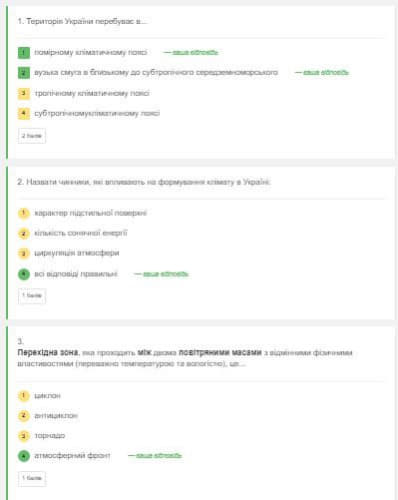 1. Територія України перебуває в...
1 помірному кліматичному поясі — ваша відповідь
2 вузька смуга в близькому до субтропічного середземноморського — ваша відповідь
3 тропічному кліматичному поясі
4 субтропічномукліматичному поясі
2 балів
2. Назвати чинники, які впливають на формування клімату в Україні:
1 характер підстильної поверхні
2 кількість сонячної енергії
3 циркуляція атмосфери
4 всі відповіді правильні — ваша відповідь
1 балів
3.
Перехідна зона, яка проходить між двома повітряними масами з відмінними фізичними
властивостями (переважно температурою та вологістю), це...
1 циклон
2 антициклон
3 торнадо
4 атмосферний фронт — ваша відповідь
1 балів